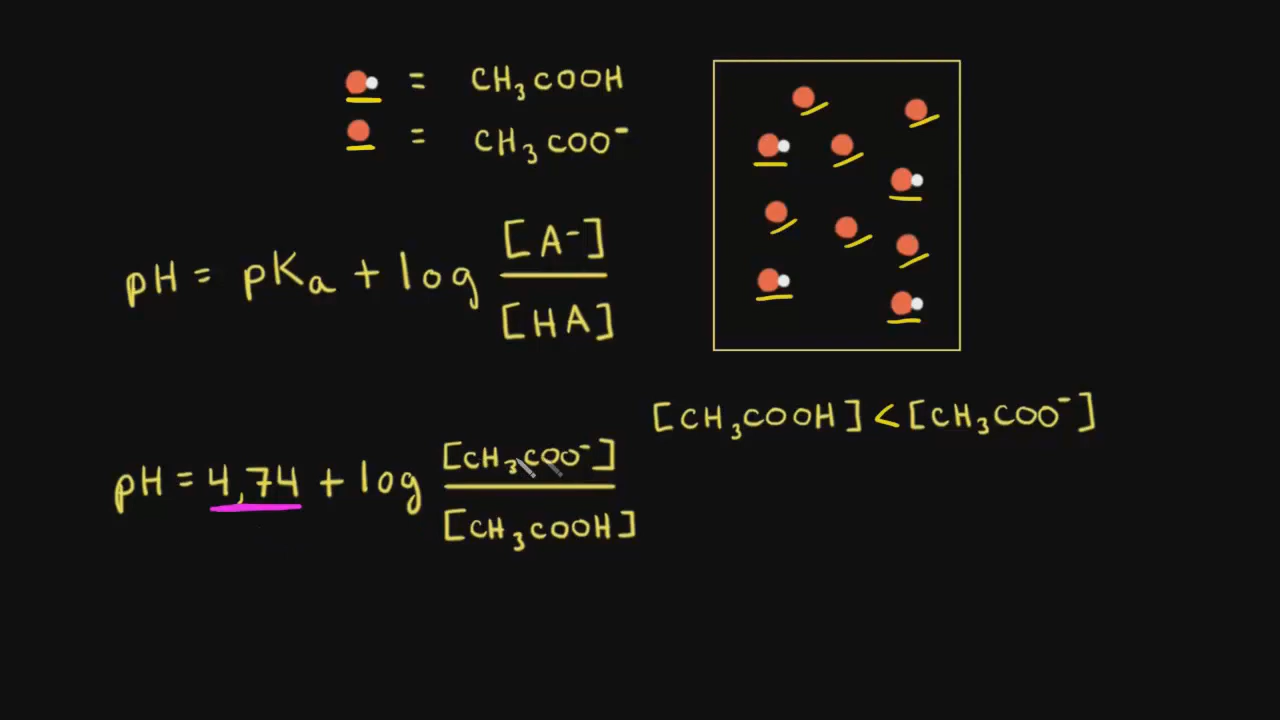 = CH₃COOH
= CH₃COO⁻
pH = pKₐ + log [A⁻] / [HA]
[CH₃COOH] < [CH₃COO⁻]
pH = 4,74 + log [CH₃COO⁻] / [CH₃COOH]